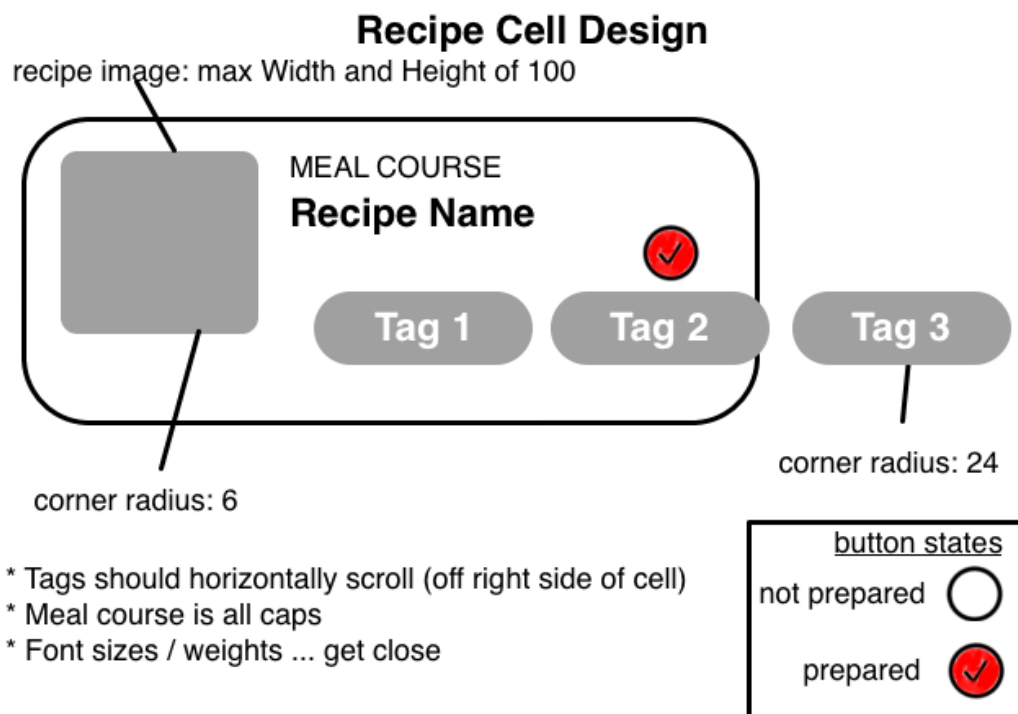 Recipe Cell Design
recipe image: max Width and Height of 100
MEAL COURSE
Recipe Name
Tag 1
Tag 2
Tag 3
corner radius: 24
corner radius: 6
* Tags should horizontally scroll (off right side of cell)
* Meal course is all caps
* Font sizes / weights ... get close
button states
not prepared
prepared